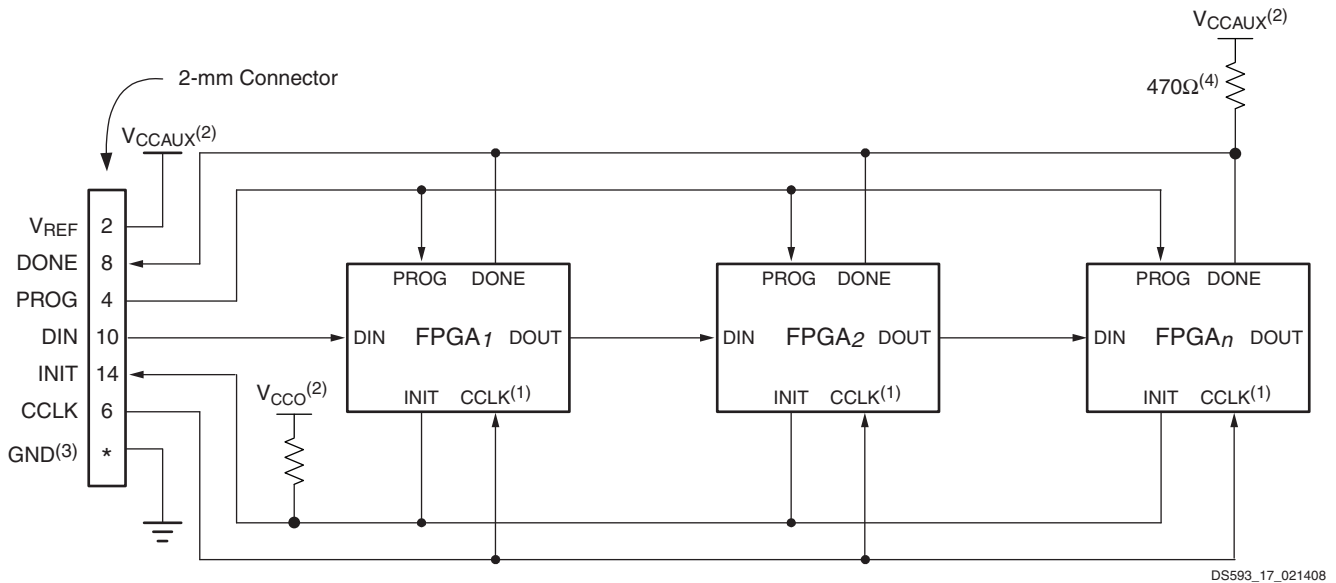 VCCAUX(2)
2-mm Connector
470Ω(4)
VCCAUX(2)
VREF 2
DONE 8
PROG 4
DIN 10
INIT 14
CCLK 6
GND(3) *
PROG DONE
DIN FPGA1 DOUT
INIT CCLK(1)
PROG DONE
DIN FPGA2 DOUT
INIT CCLK(1)
PROG DONE
DIN FPGAn DOUT
INIT CCLK(1)
VCCO(2)
DS593_17_021408